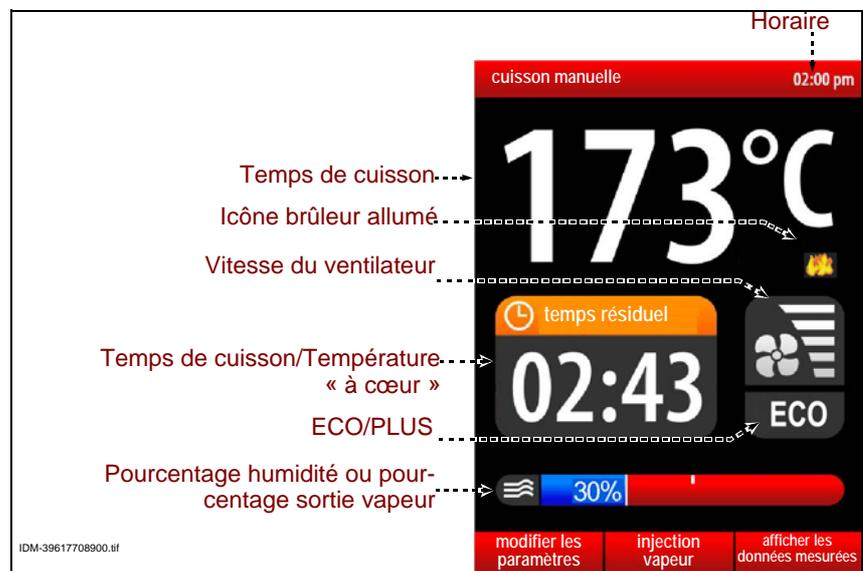 Horaire
cuisson manuelle 02:00 pm
173°C
Temps de cuisson
Icône brûleur allumé
Vitesse du ventilateur
temps résiduel
Temps de cuisson/Température
« à cœur »
02:43
ECO
ECO/PLUS
Pourcentage humidité ou pour-
centage sortie vapeur
30%
IDM-39617708900.tif
modifier les
paramètres
injection
vapeur
afficher les
données mesurées